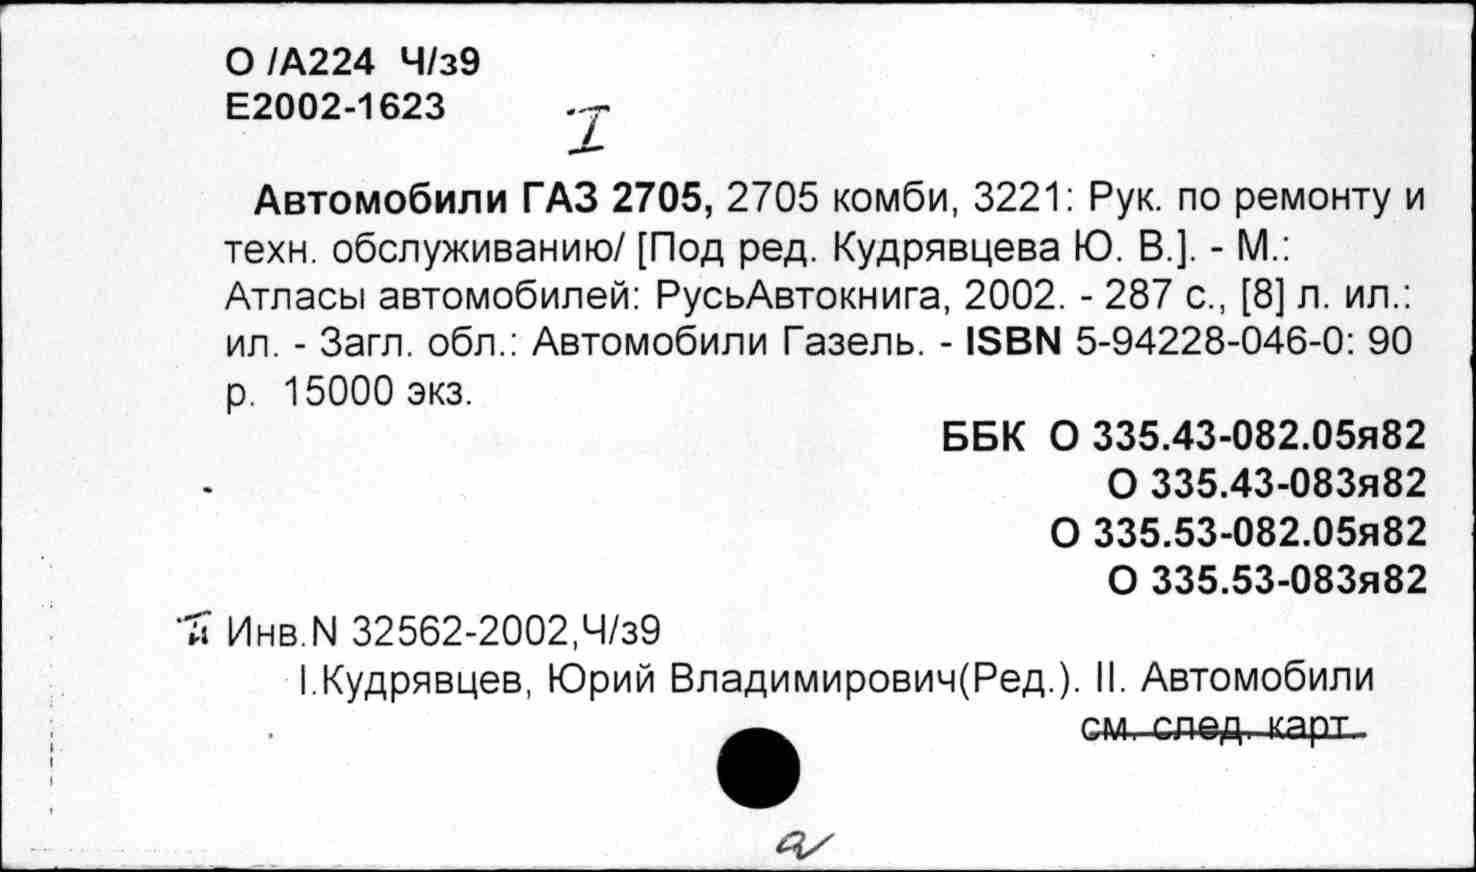 О /А224 Ч/з9
Е2002-1623
I
Автомобили ГАЗ 2705, 2705 комби, 3221: Рук. по ремонту и
техн. обслуживанию/ [Под ред. Кудрявцева Ю. В.]. - М.:
Атласы автомобилей: РусьАвтокнига, 2002. - 287 с., [8] л. ил.:
ил. - Загл. обл.: Автомобили Газель. - ISBN 5-94228-046-0: 90
р. 15000 экз.
ББК О 335.43-082.05я82
О 335.43-083я82
О 335.53-082.05я82
О 335.53-083я82
Инв.N 32562-2002,Ч/з9
I.Кудрявцев, Юрий Владимирович(Ред.). II. Автомобили
см. след. карт.